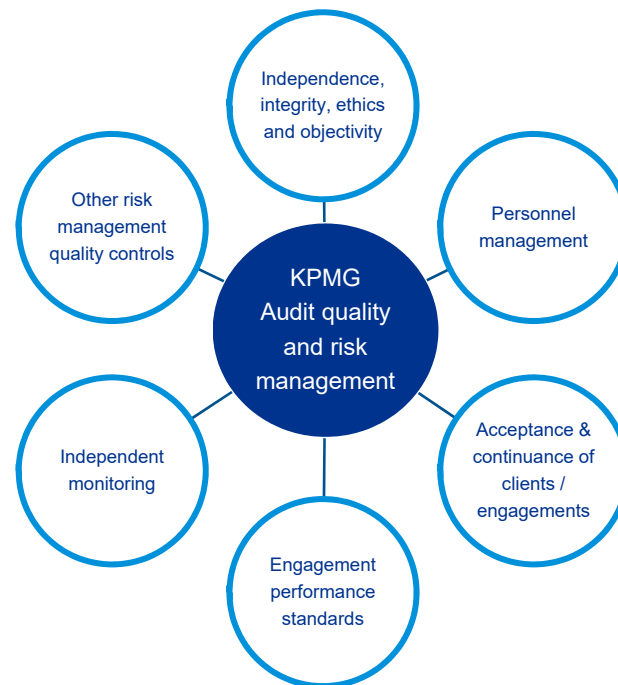 Independence,
integrity, ethics
and objectivity
Other risk
management
quality controls
Personnel
management
KPMG
Audit quality
and risk
management
Independent
monitoring
Acceptance &
continuance of
clients /
engagements
Engagement
performance
standards